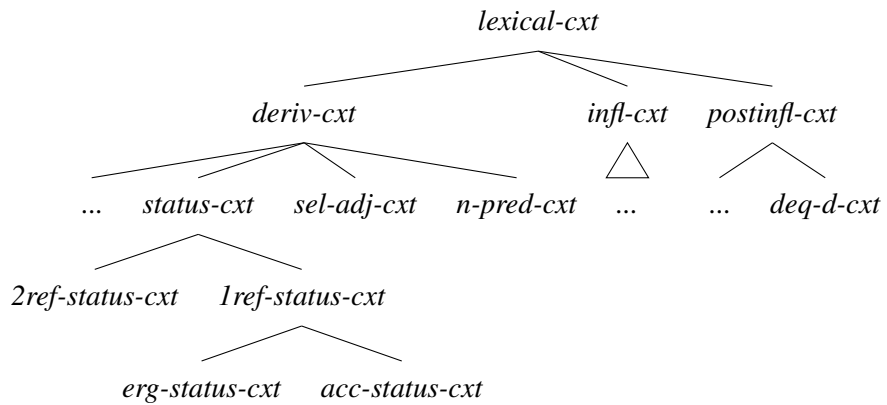 lexical-cxt
deriv-cxt infl-cxt postinfl-cxt
... status-cxt sel-adj-cxt n-pred-cxt ... ... deq-d-cxt
2ref-status-cxt 1ref-status-cxt
erg-status-cxt acc-status-cxt